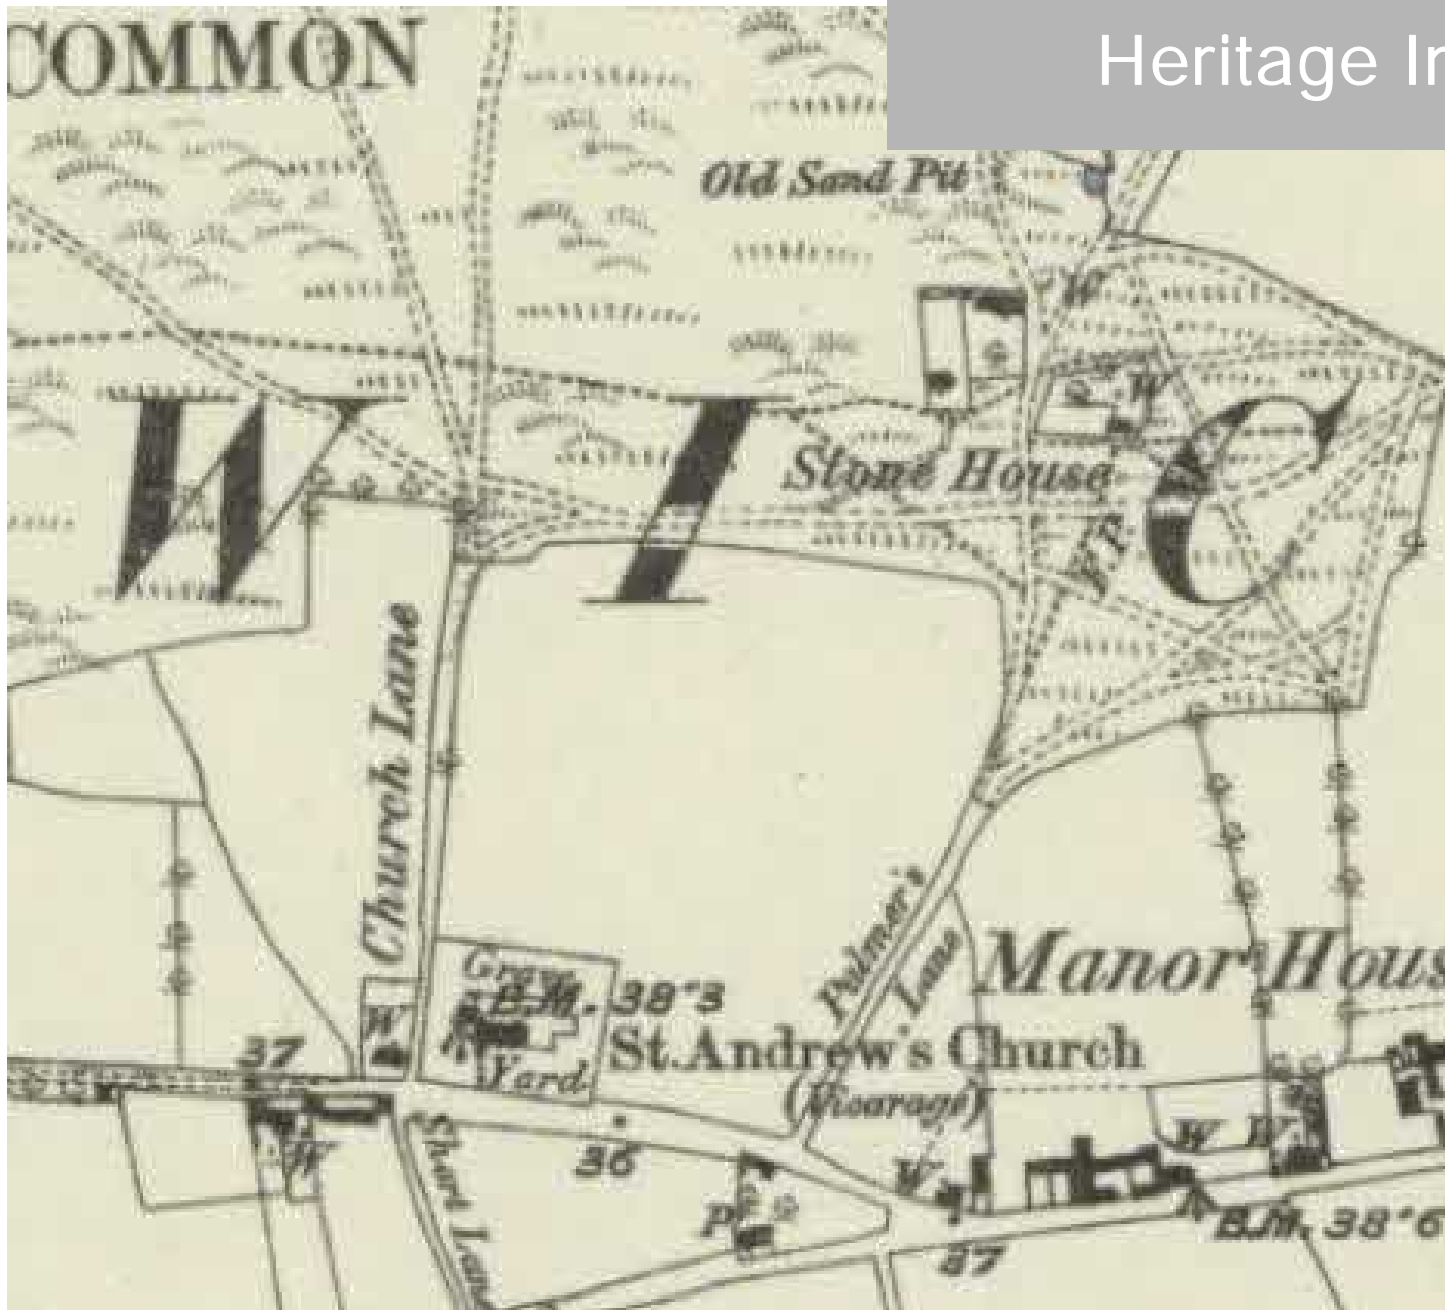 COMMON
Heritage
Old Sand Pit
W
W
W I C
Stone House
F.P.
Church Lane
Palmer's
Lane
Manor Hous
Grave
B.M. 38·3
W
St. Andrew's Church
37
Yard
(Vicarage)
Short Lane
W
36
W
W
W
P
B.M. 38·6
37